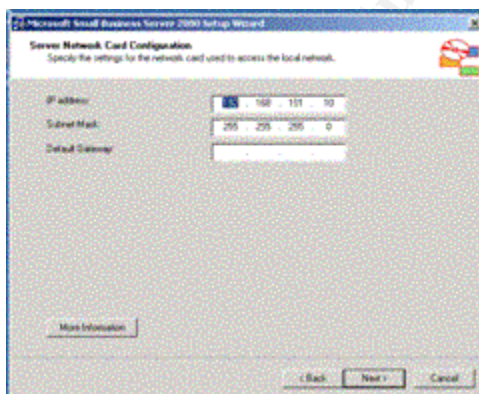 Microsoft Small Business Server 2000 Setup Wizard
Server Network Card Configuration
Specify the settings for the network card used to access the local network.
IP address: 192 . 168 . 101 . 10
Subnet Mask: 255 . 255 . 255 . 0
Default Gateway: . . .
More Information
< Back Next > Cancel